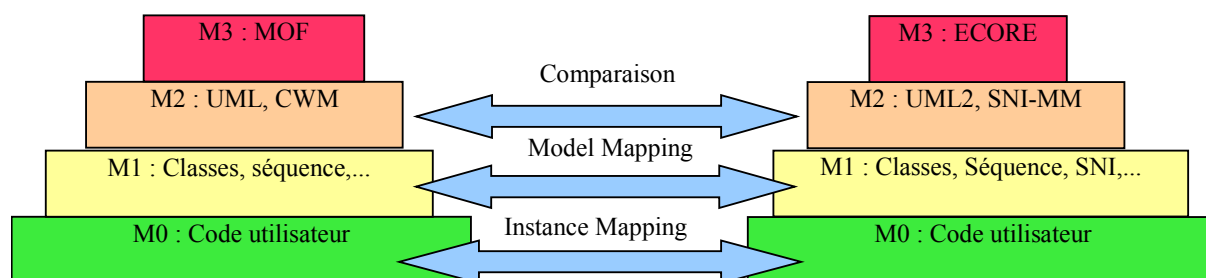 M3 : MOF
M3 : ECORE
Comparaison
M2 : UML, CWM
M2 : UML2, SNI-MM
Model Mapping
M1 : Classes, séquence,...
M1 : Classes, Séquence, SNI,...
Instance Mapping
M0 : Code utilisateur
M0 : Code utilisateur